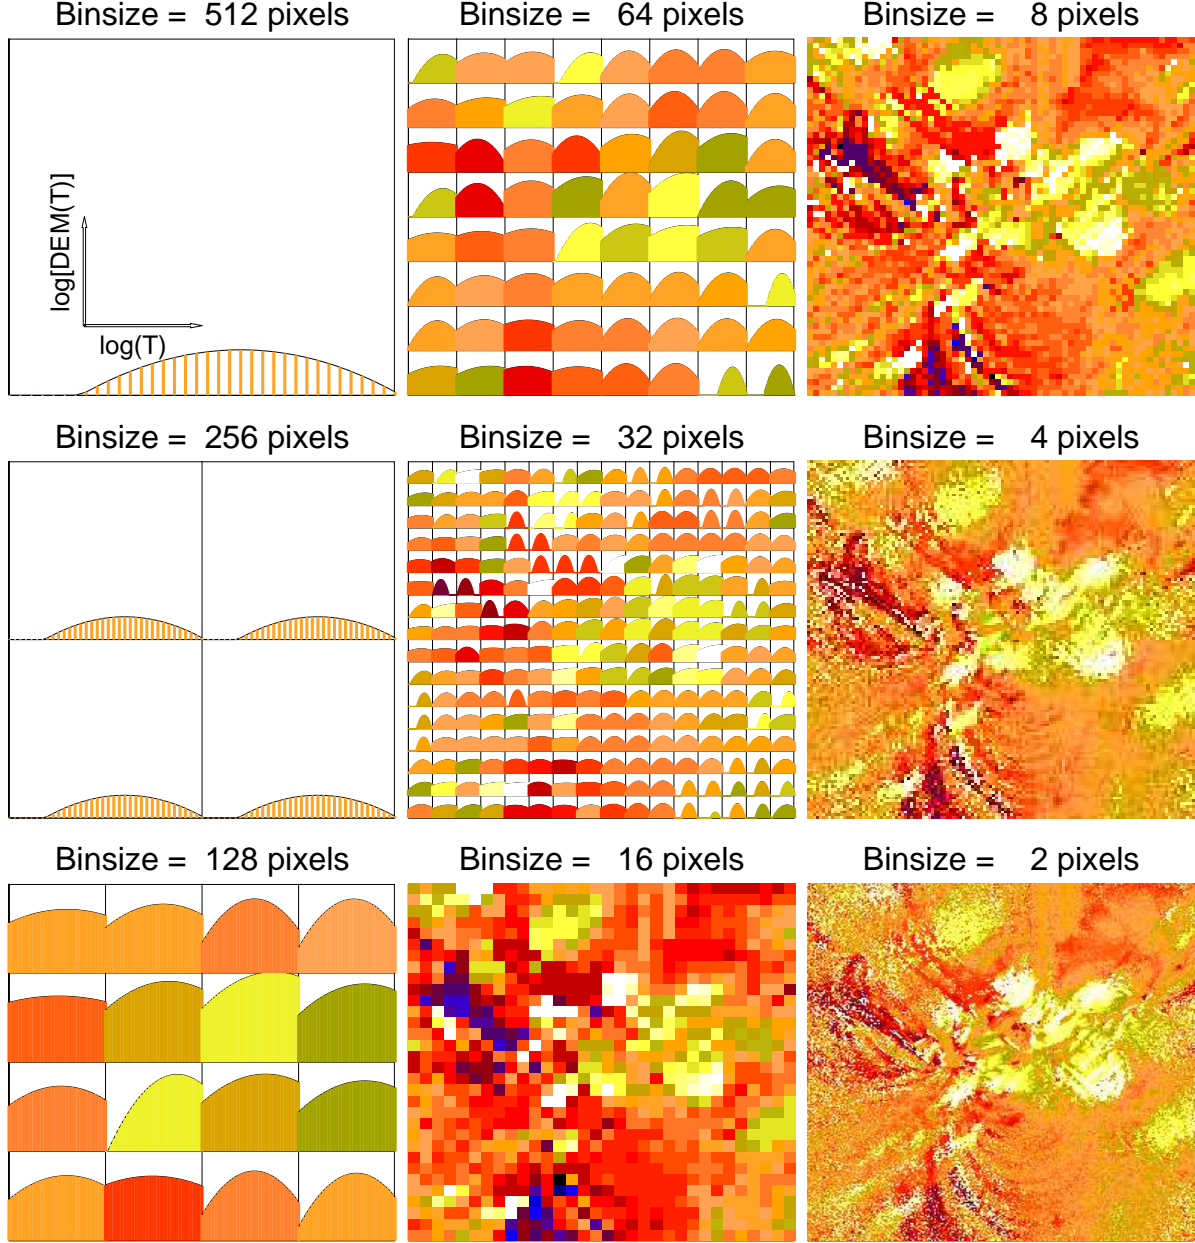 Binsize = 512 pixels
Binsize = 64 pixels
Binsize = 8 pixels
log[DEM(T)]
log(T)
Binsize = 256 pixels
Binsize = 32 pixels
Binsize = 4 pixels
Binsize = 128 pixels
Binsize = 16 pixels
Binsize = 2 pixels